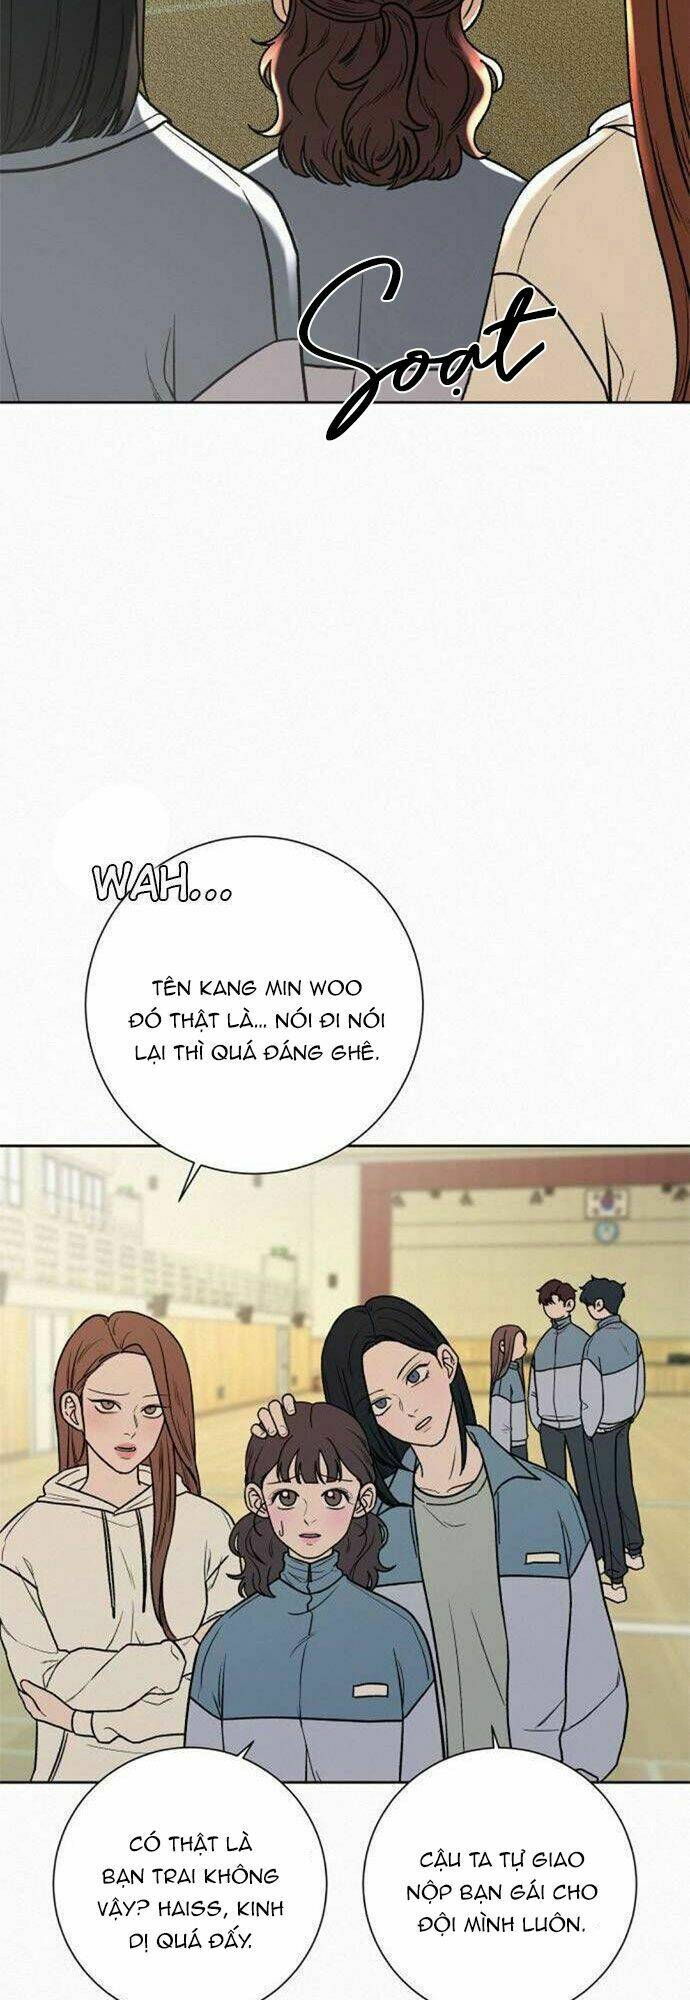 Soạt
WAH...
TÊN KANG MIN WOO
ĐÓ THẬT LÀ... NÓI ĐI NÓI
LẠI THÌ QUÁ ĐÁNG GHÊ.
CÓ THẬT LÀ
BẠN TRAI KHÔNG
VẬY? HAISS, KINH
DỊ QUÁ ĐẤY.
CẬU TA TỰ GIAO
NỘP BẠN GÁI CHO
ĐỘI MÌNH LUÔN.